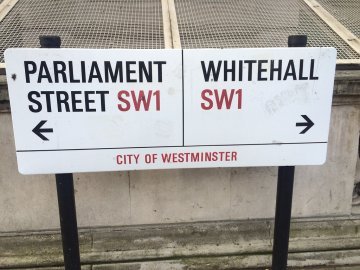 PARLIAMENT
STREET SW1
WHITEHALL
SW1
CITY OF WESTMINSTER